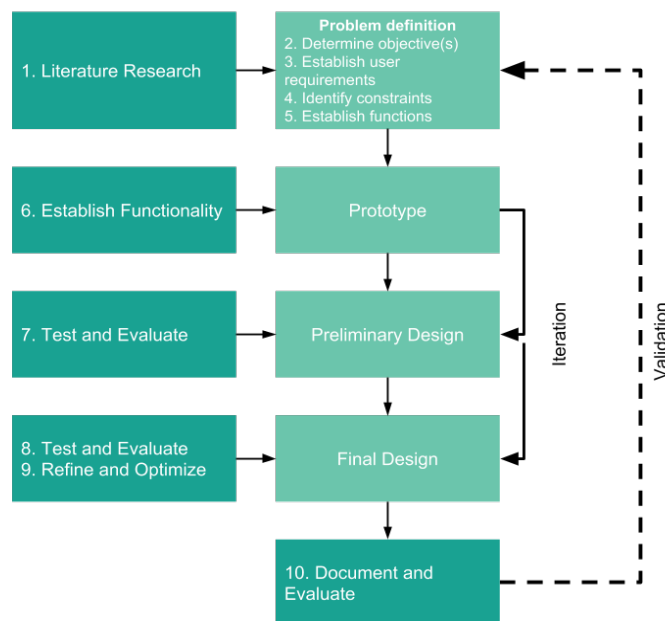 Problem definition
2. Determine objective(s)
3. Establish user
requirements
4. Identify constraints
5. Establish functions
1. Literature Research
6. Establish Functionality
Prototype
7. Test and Evaluate
Preliminary Design
Iteration
Validation
8. Test and Evaluate
9. Refine and Optimize
Final Design
10. Document and
Evaluate